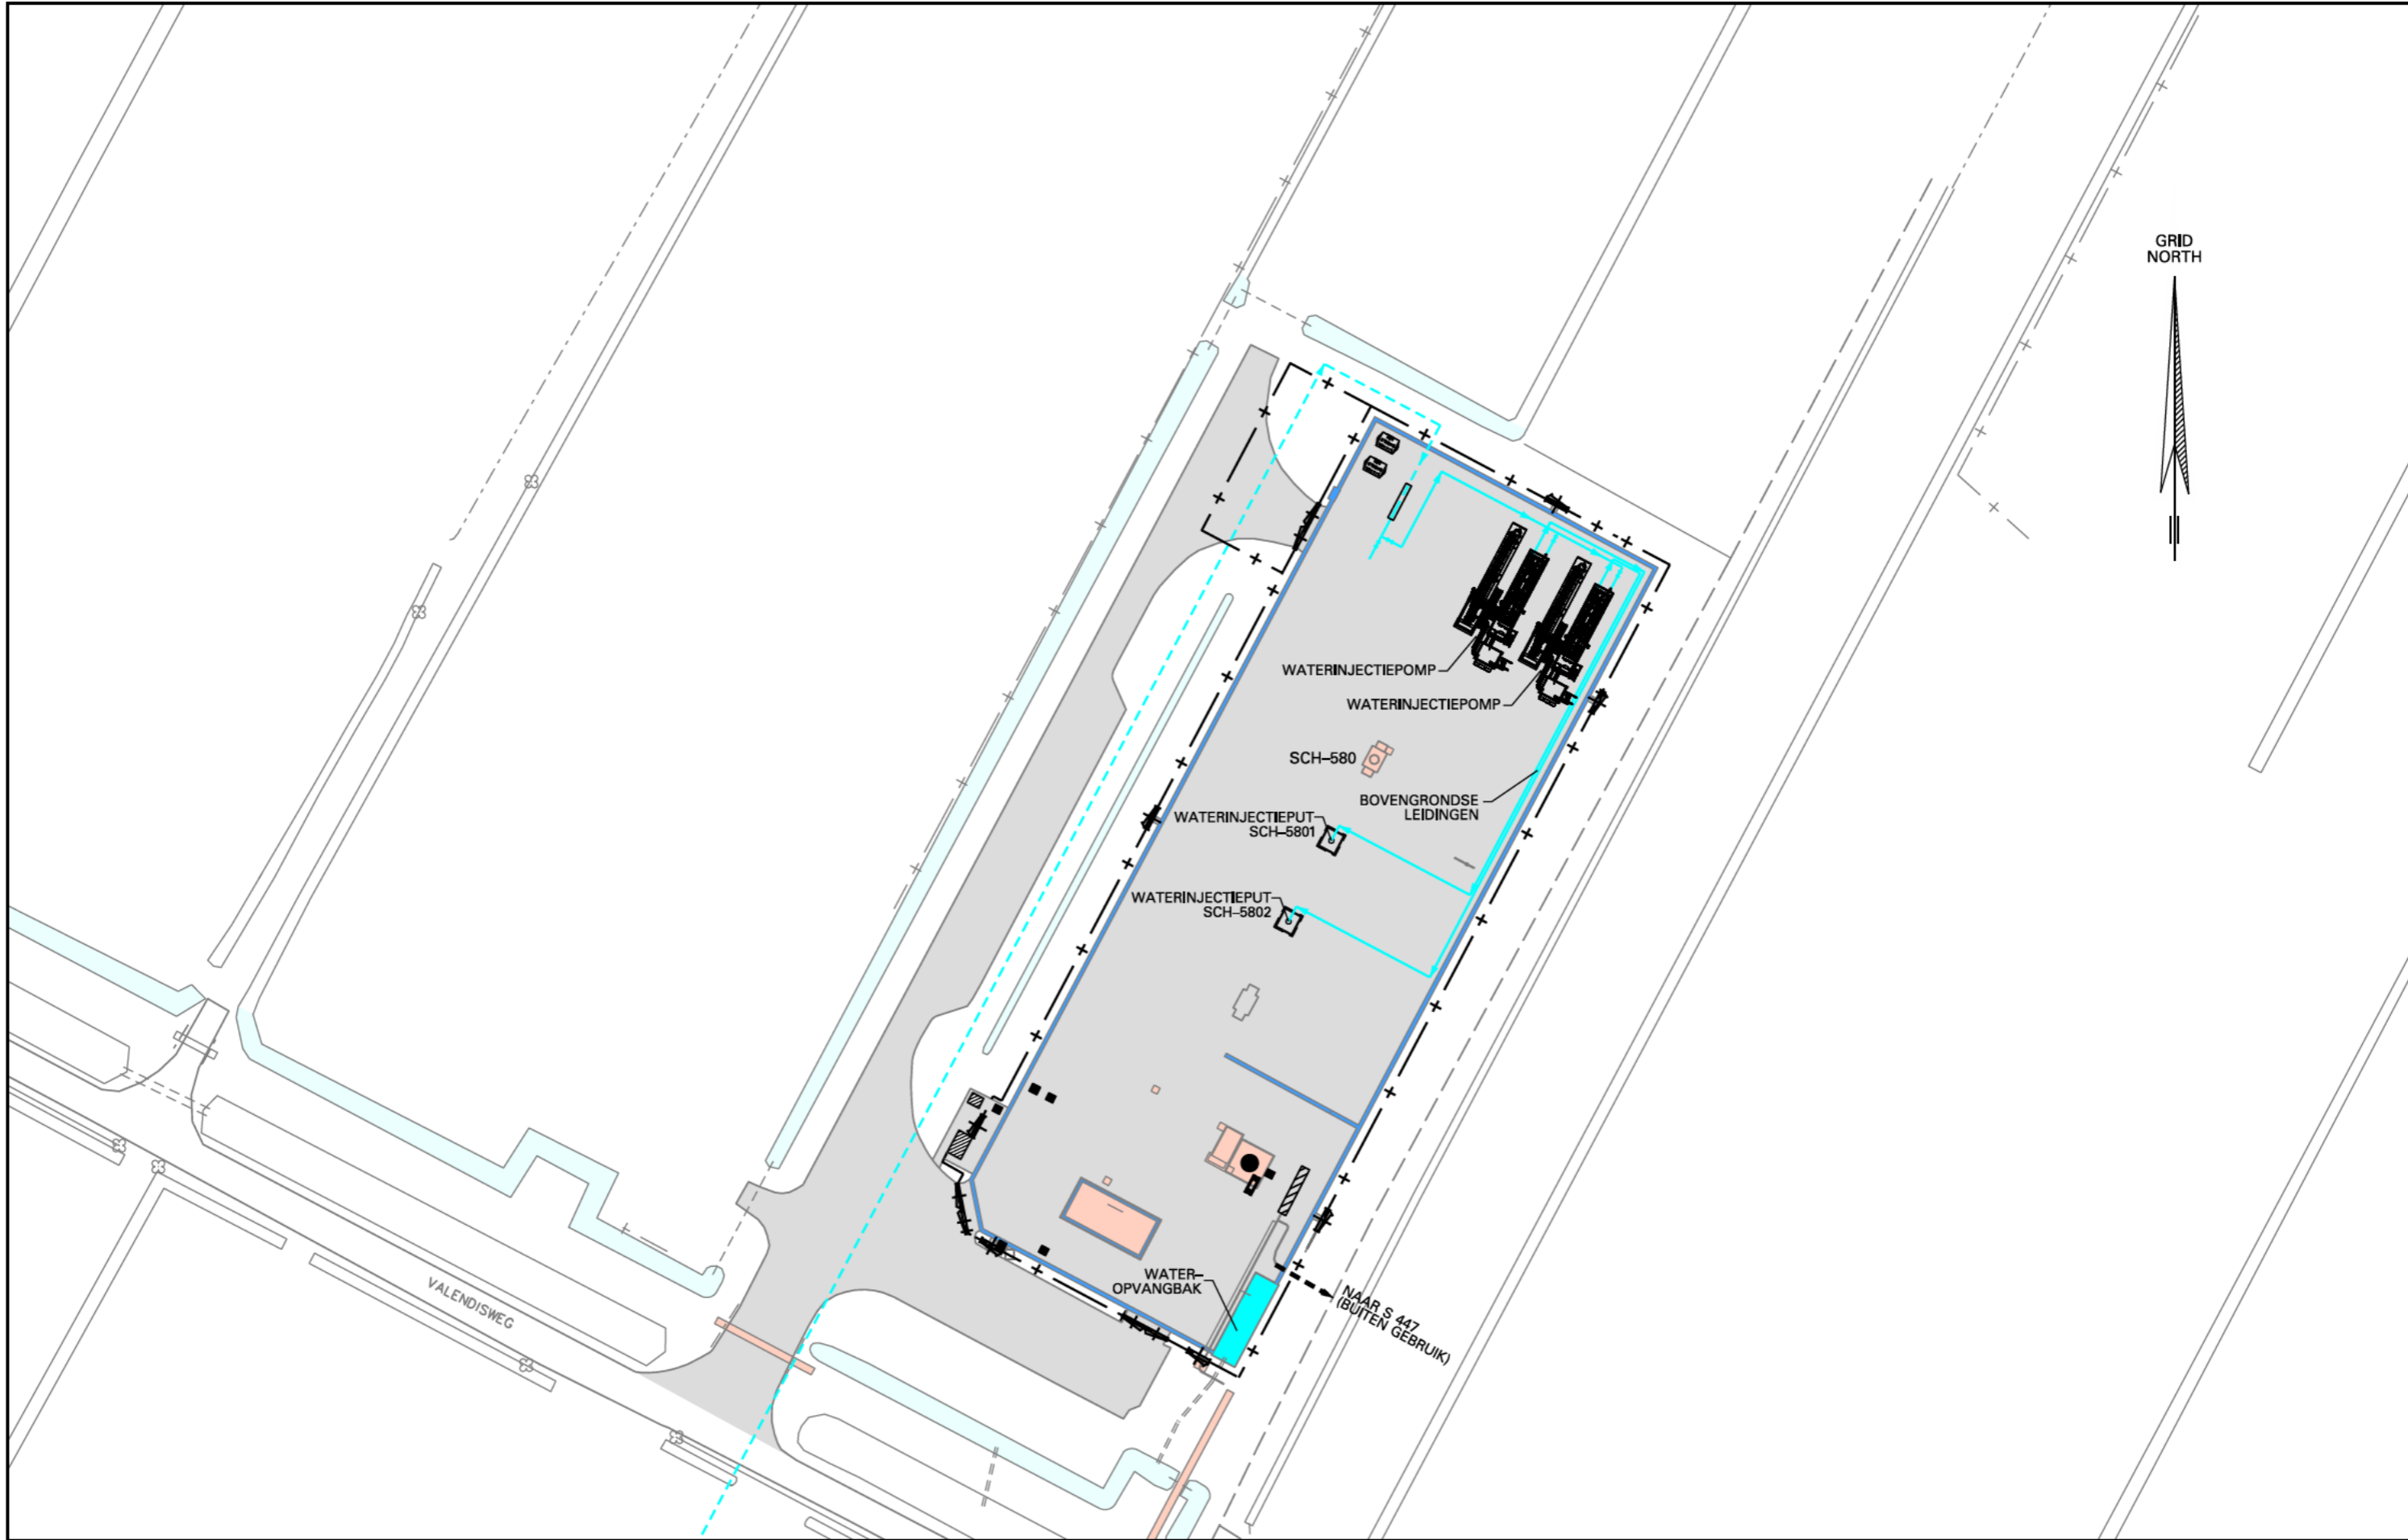 GRID
NORTH
WATERINJECTIEPOMP
WATERINJECTIEPOMP
SCH-580
BOVENGRONDSE
LEIDINGEN
WATERINJECTIEPUT
SCH-5801
WATERINJECTIEPUT
SCH-5802
WATER-
OPVANGBAK
NAAR S 447
(BUITEN GEBRUIK)
VALENDISWEG